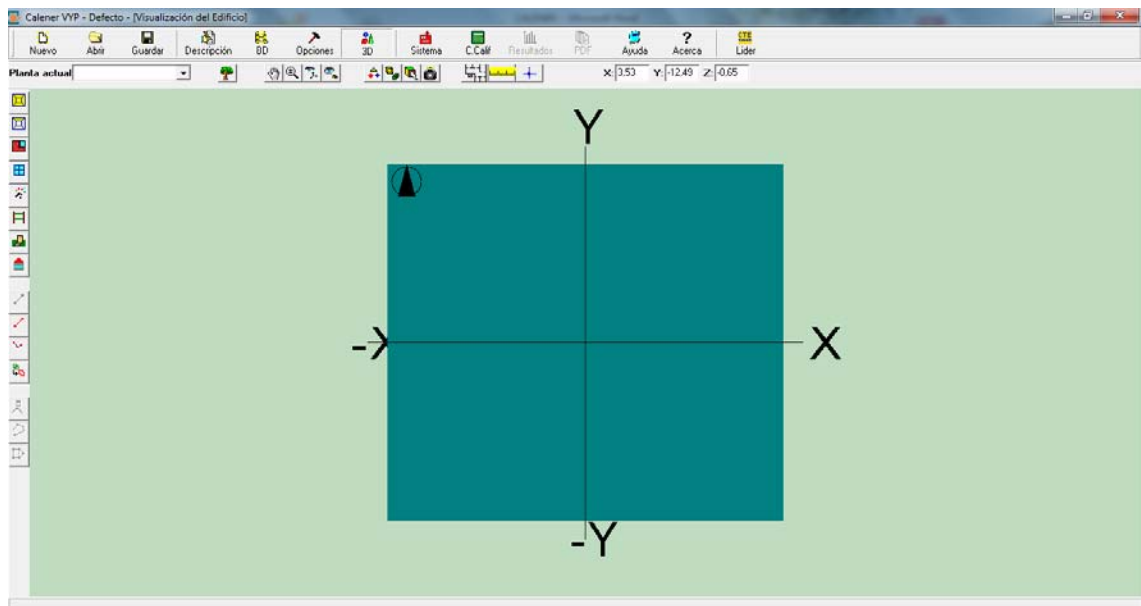 Calener VYP - Defecto - [Visualización del Edificio]
Nuevo Abrir Guardar Descripción BD Opciones 3D Sistema C.Calif Resultados PDF Ayuda Acerca CTE Lider
Planta actual X: 3.53 Y: -12.49 Z: -0.65
Y
-X X
-Y